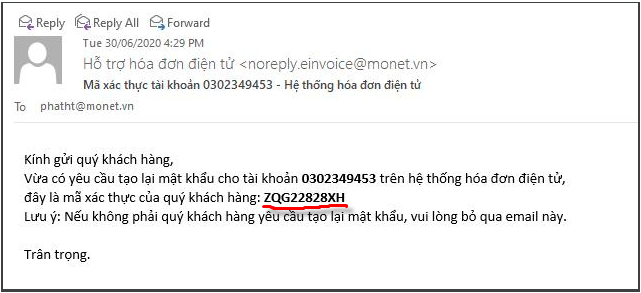 Reply Reply All Forward
Tue 30/06/2020 4:29 PM
Hỗ trợ hóa đơn điện tử <noreply.einvoice@monet.vn>
Mã xác thực tài khoản 0302349453 - Hệ thống hóa đơn điện tử
To phatht@monet.vn
Kính gửi quý khách hàng,
Vừa có yêu cầu tạo lại mật khẩu cho tài khoản 0302349453 trên hệ thống hóa đơn điện tử,
đây là mã xác thực của quý khách hàng: ZQG22828XH
Lưu ý: Nếu không phải quý khách hàng yêu cầu tạo lại mật khẩu, vui lòng bỏ qua email này.
Trân trọng.